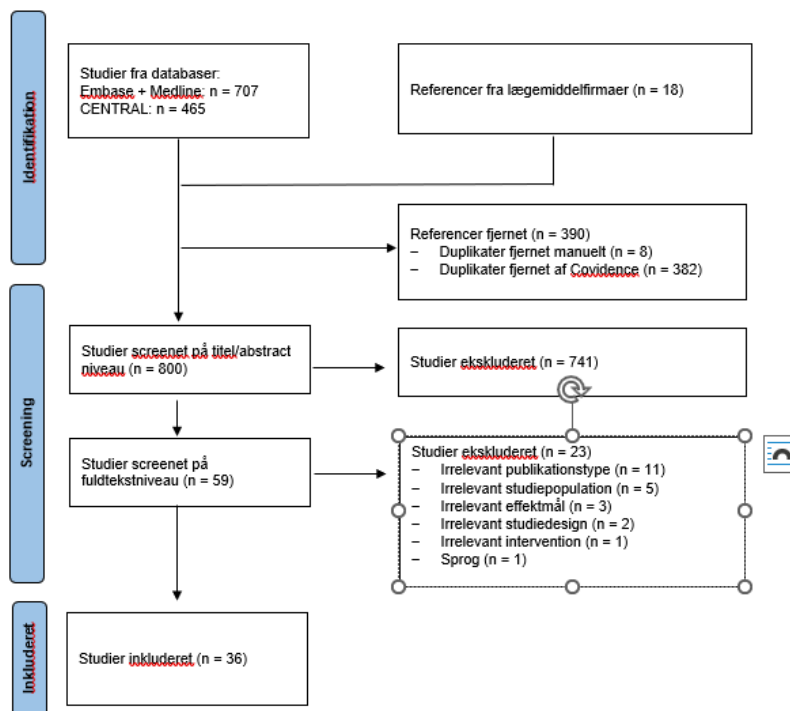 Identifikation
Studier fra databaser:
Embase + Medline: n = 707
CENTRAL: n = 465
Referencer fra lægemiddelfirmaer (n = 18)
Referencer fjernet (n = 390)
– Duplikater fjernet manuelt (n = 8)
– Duplikater fjernet af Covidence (n = 382)
Screening
Studier screenet på titel/abstract
niveau (n = 800)
Studier ekskluderet (n = 741)
Studier screenet på
fuldtekstniveau (n = 59)
Studier ekskluderet (n = 23)
– Irrelevant publikationstype (n = 11)
– Irrelevant studiepopulation (n = 5)
– Irrelevant effektmål (n = 3)
– Irrelevant studiedesign (n = 2)
– Irrelevant intervention (n = 1)
– Sprog (n = 1)
Inkluderet
Studier inkluderet (n = 36)